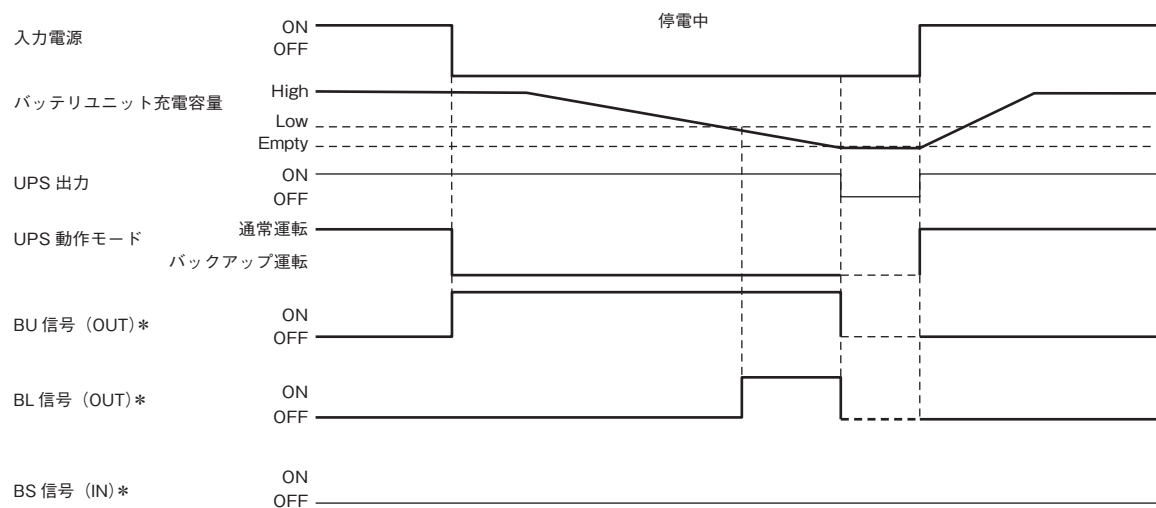 停電中
入力電源
ON
OFF
バッテリユニット充電容量
High
Low
Empty
UPS 出力
ON
OFF
UPS 動作モード
通常運転
バックアップ運転
BU 信号（OUT）*
ON
OFF
BL 信号（OUT）*
ON
OFF
BS 信号（IN）*
ON
OFF